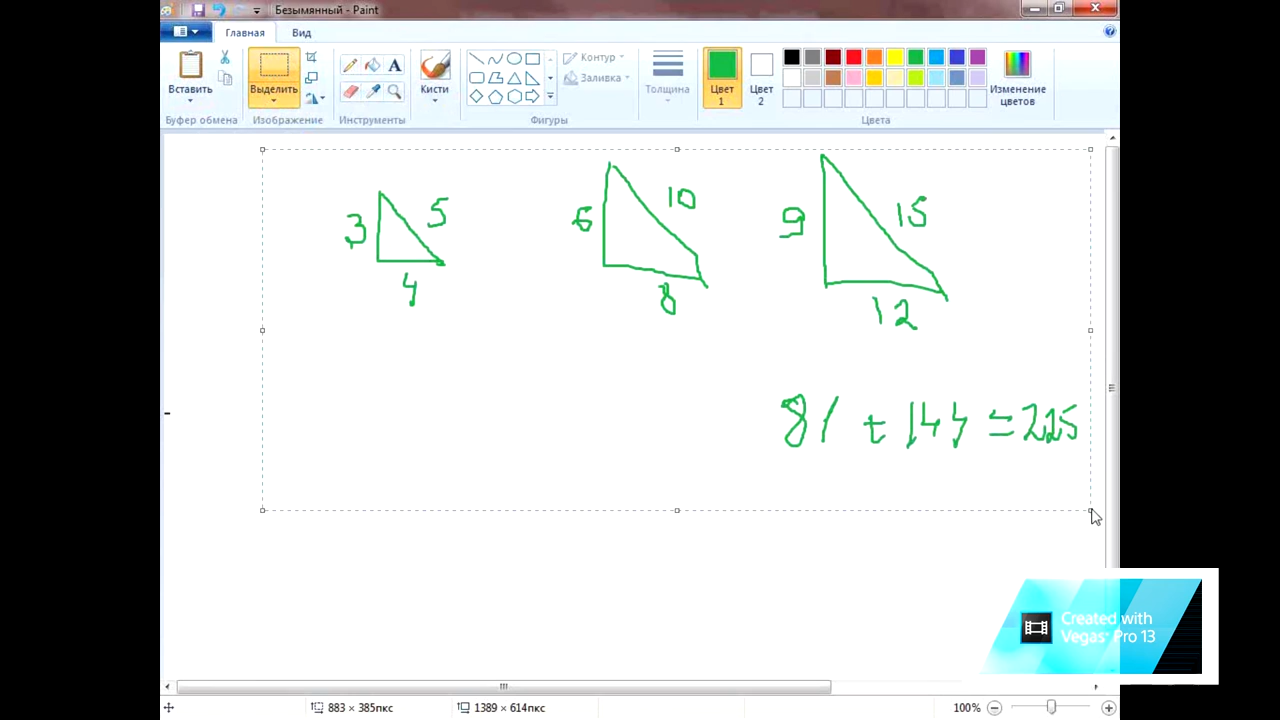 Безымянный - Paint
Главная Вид
Вставить Выделить Кисти Контур Заливка Толщина Цвет 1 Цвет 2 Изменение цветов
Буфер обмена Изображение Инструменты Фигуры Цвета
3 5 4
6 10 8
9 15 12
81 + 144 = 225
Created with
Vegas Pro 13
883 × 385пкс 1389 × 614пкс 100%